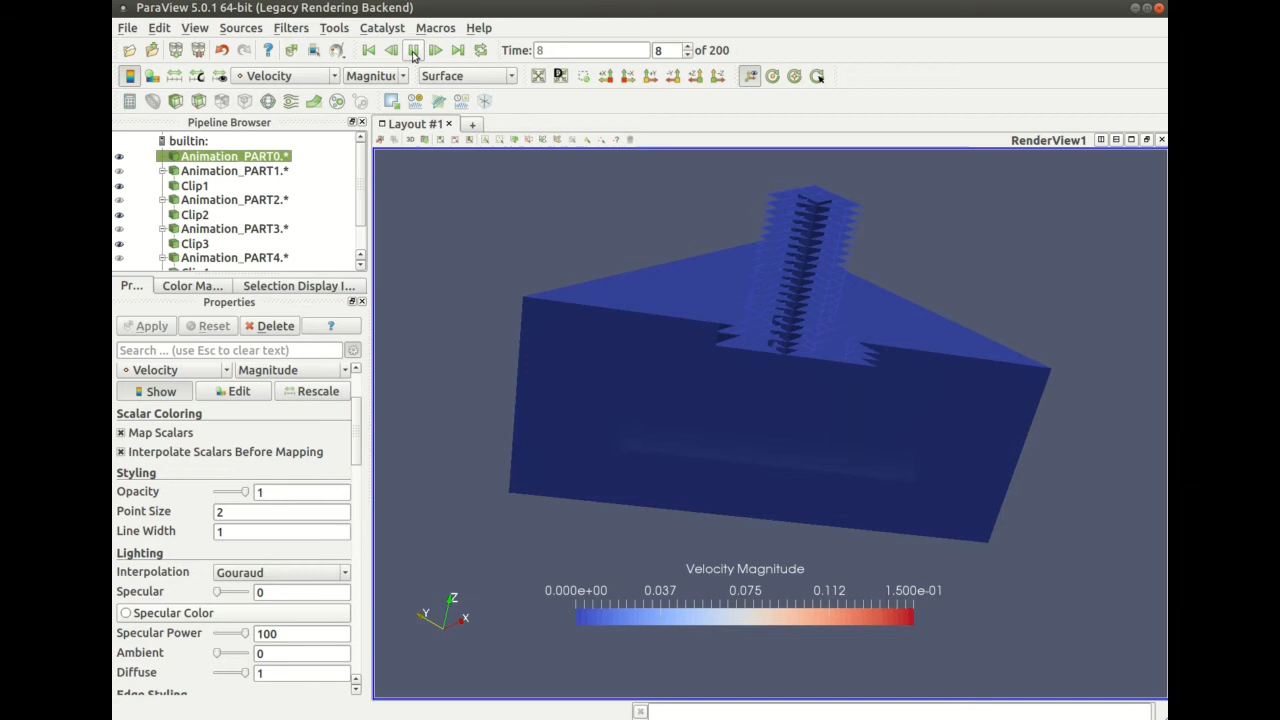 ParaView 5.0.1 64-bit (Legacy Rendering Backend)
File Edit View Sources Filters Tools Catalyst Macros Help
Time: 8 8 of 200
Velocity Magnitu Surface
Pipeline Browser
Layout #1 +
RenderView1
builtin:
Animation_PART0.*
Animation_PART1.*
Clip1
Animation_PART2.*
Clip2
Animation_PART3.*
Clip3
Animation_PART4.*
Pr... Color Ma... Selection Display I...
Properties
Apply Reset Delete ?
Search ... (use Esc to clear text)
Velocity Magnitude
Show Edit Rescale
Scalar Coloring
Map Scalars
Interpolate Scalars Before Mapping
Styling
Opacity 1
Point Size 2
Line Width 1
Lighting
Interpolation Gouraud
Specular 0
Specular Color
Specular Power 100
Ambient 0
Diffuse 1
Edge Styling
Velocity Magnitude
0.000e+00 0.037 0.075 0.112 1.500e-01
Z
Y
X